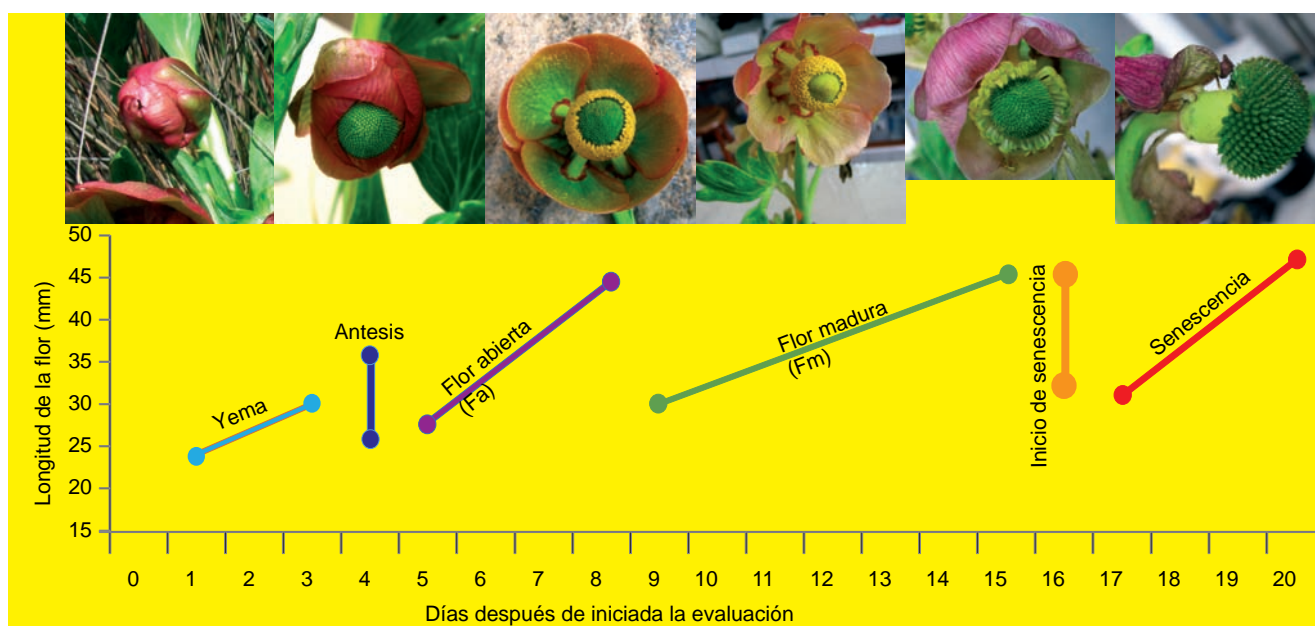 50
45
40
35
30
25
20
15
Longitud de la flor (mm)
Yema
Antesis
Flor abierta
(Fa)
Flor madura
(Fm)
Inicio de senescencia
Senescencia
0 1 2 3 4 5 6 7 8 9 10 11 12 13 14 15 16 17 18 19 20
Días después de iniciada la evaluación